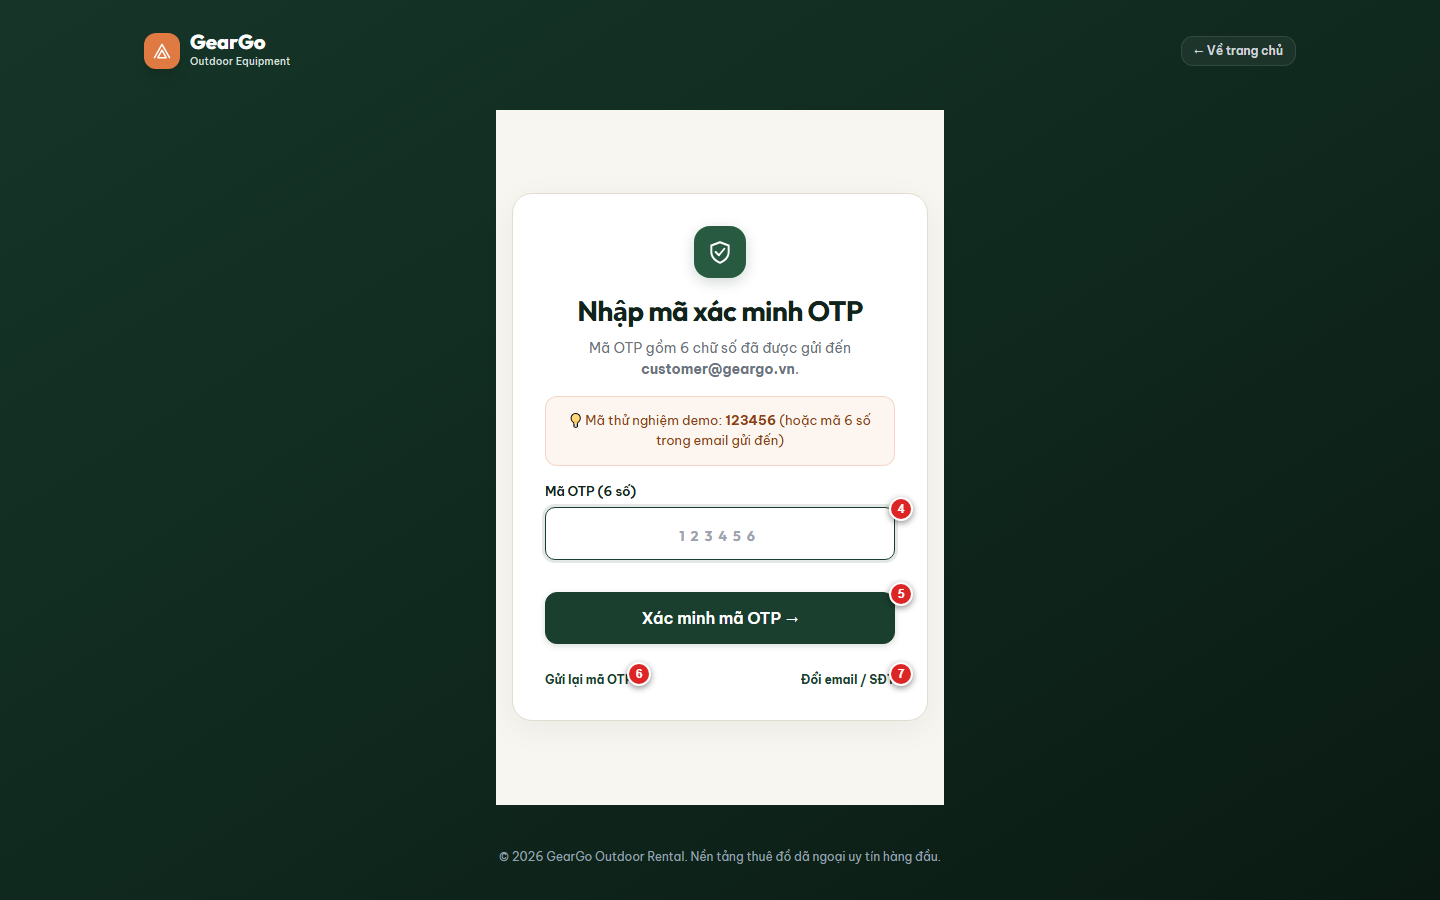 GearGo
Outdoor Equipment
← Về trang chủ
Nhập mã xác minh OTP
Mã OTP gồm 6 chữ số đã được gửi đến
customer@geargo.vn.
Mã thử nghiệm demo: 123456 (hoặc mã 6 số
trong email gửi đến)
Mã OTP (6 số)
4
1 2 3 4 5 6
5
Xác minh mã OTP →
Gửi lại mã OTP
6
Đổi email / SĐT
7
© 2026 GearGo Outdoor Rental. Nền tảng thuê đồ dã ngoại uy tín hàng đầu.